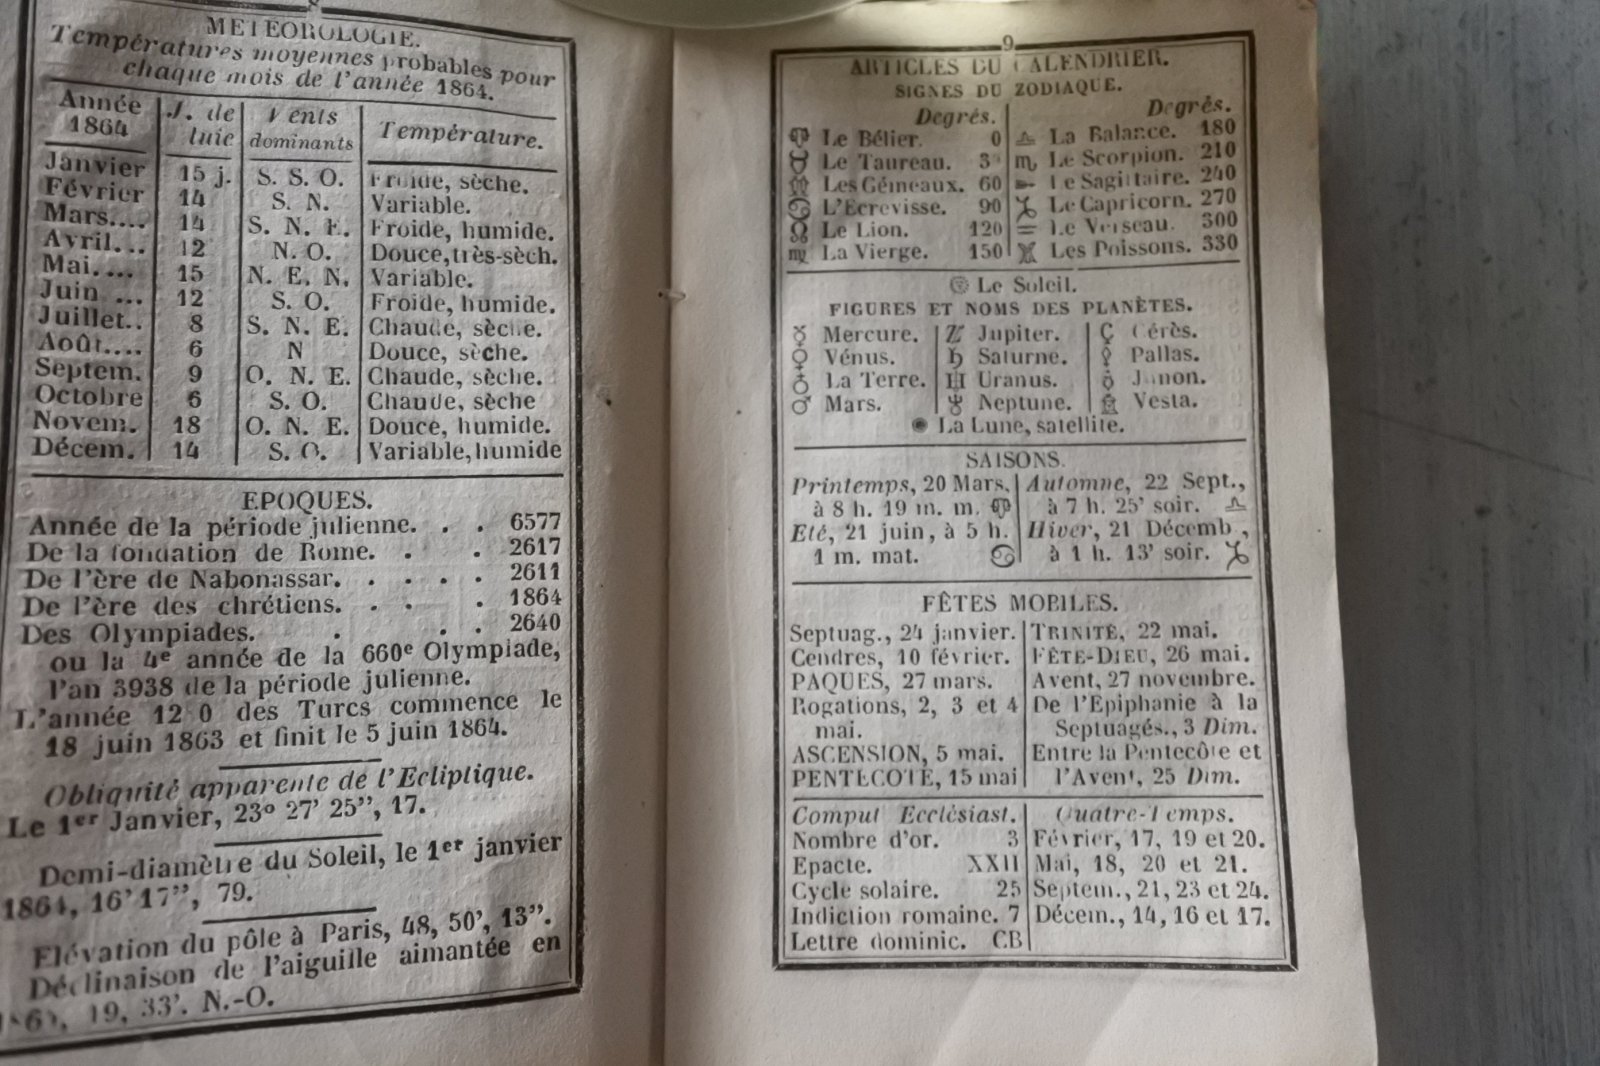 8
MÉTÉOROLOGIE.
Températures moyennes probables pour
chaque mois de l'année 1864.
Année 1864 J. de luie Vents dominants Température.
Janvier 15 j. S. S. O. Froide, sèche.
Février 14 S. N. Variable.
Mars.... 14 S. N. E. Froide, humide.
Avril... 12 N. O. Douce, très-sèch.
Mai.... 15 N. E. N. Variable.
Juin ... 12 S. O. Froide, humide.
Juillet.. 8 S. N. E. Chaude, sèche.
Août.... 6 N Douce, sèche.
Septem. 9 O. N. E. Chaude, sèche.
Octobre 6 S. O. Chaude, sèche
Novem. 18 O. N. E. Douce, humide.
Décem. 14 S. O. Variable, humide
EPOQUES.
Année de la période julienne. . . 6577
De la fondation de Rome. . . 2617
De l'ère de Nabonassar. . . . . 2611
De l'ère des chrétiens. . . . 1864
Des Olympiades. . . . 2640
ou la 4e année de la 660e Olympiade,
l'an 3938 de la période julienne.
L'année 12 0 des Turcs commence le
18 juin 1863 et finit le 5 juin 1864.
Obliquité apparente de l'Ecliptique.
Le 1er Janvier, 23o 27' 25", 17.
Demi-diamètre du Soleil, le 1er janvier
1864, 16' 17", 79.
Elévation du pôle à Paris, 48, 50', 13".
Déclinaison de l'aiguille aimantée en
19, 33'. N.-O.
9
ARTICLES DU CALENDRIER.
SIGNES DU ZODIAQUE.
Degrés. Degrés.
♈ Le Bélier. 0 ♎ La Balance. 180
♉ Le Taureau. 3 ♏ Le Scorpion. 210
♊ Les Gémeaux. 60 ♐ Le Sagittaire. 240
♋ L'Ecrevisse. 90 ♑ Le Capricorn. 270
♌ Le Lion. 120 ♒ Le Verseau. 300
♍ La Vierge. 150 ♓ Les Poissons. 330
☉ Le Soleil.
FIGURES ET NOMS DES PLANÈTES.
☿ Mercure. ♃ Jupiter. ⚳ Cérès.
♀ Vénus. ♄ Saturne. ⚴ Pallas.
♁ La Terre. ♅ Uranus. ⚵ Junon.
♂ Mars. ♆ Neptune. ⚶ Vesta.
La Lune, satellite.
SAISONS.
Printemps, 20 Mars,
à 8 h. 19 m. m. ♈
Eté, 21 juin, à 5 h.
1 m. mat. ♋
Automne, 22 Sept.,
à 7 h. 25' soir. ♎
Hiver, 21 Décemb.,
à 1 h. 13' soir. ♑
FÊTES MOBILES.
Septuag., 24 janvier.
Cendres, 10 février.
PAQUES, 27 mars.
Rogations, 2, 3 et 4
mai.
ASCENSION, 5 mai.
PENTECOTE, 15 mai
TRINITÉ, 22 mai.
FÊTE-DIEU, 26 mai.
Avent, 27 novembre.
De l'Epiphanie à la
Septuagés., 3 Dim.
Entre la Pentecôte et
l'Avent, 25 Dim.
Comput Ecclésiast.
Nombre d'or. 3
Epacte. XXII
Cycle solaire. 25
Indiction romaine. 7
Lettre dominic. CB
Quatre-Temps.
Février, 17, 19 et 20.
Mai, 18, 20 et 21.
Septem., 21, 23 et 24.
Décem., 14, 16 et 17.